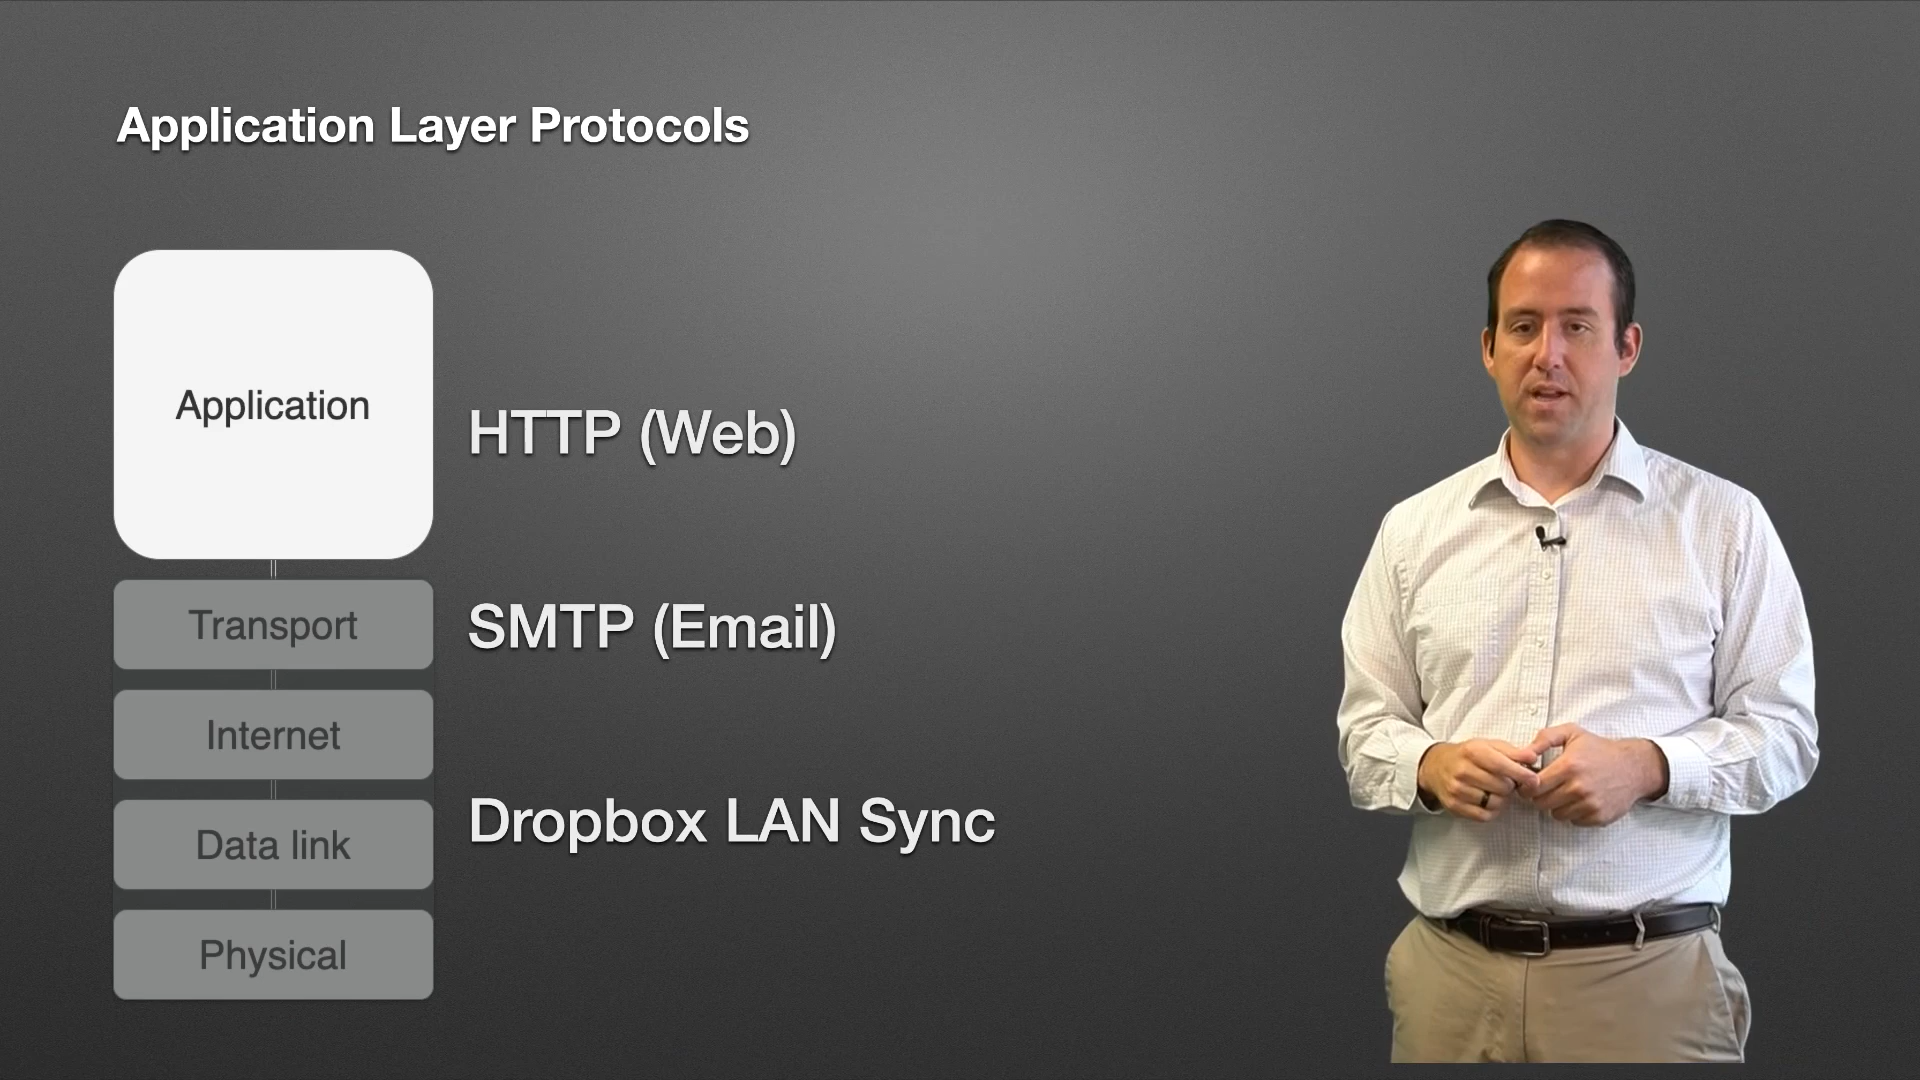 Application Layer Protocols
Application
HTTP (Web)
Transport
SMTP (Email)
Internet
Data link
Dropbox LAN Sync
Physical